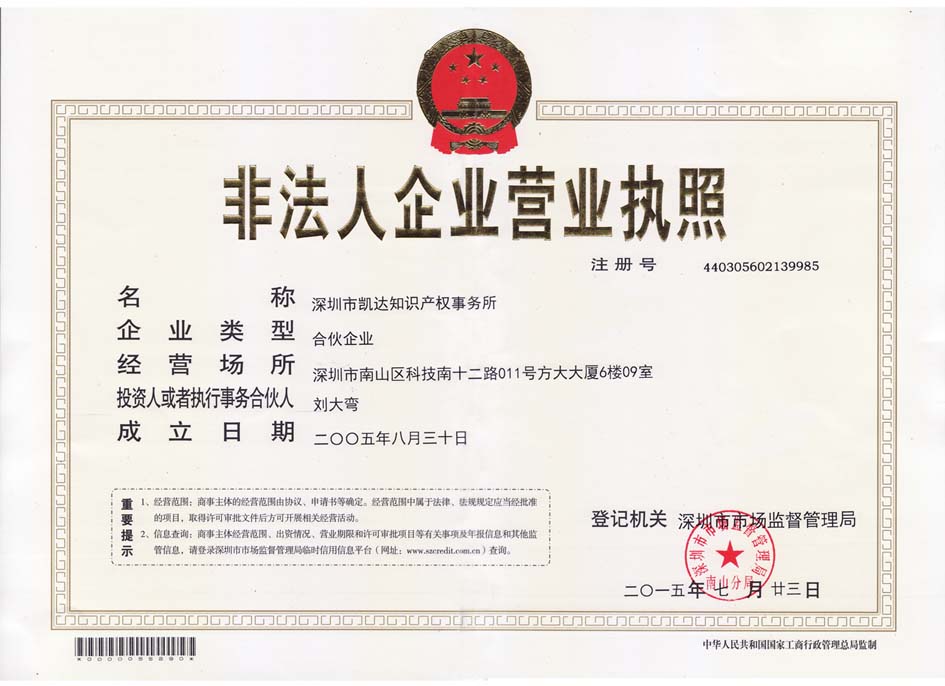 非法人企业营业执照
注册号 440305602139985
名称 深圳市凯达知识产权事务所
企业类型 合伙企业
经营场所 深圳市南山区科技南十二路011号方大大厦6楼09室
投资人或者执行事务合伙人 刘大弯
成立日期 二〇〇五年八月三十日
重要提示
1、经营范围：商事主体的经营范围由协议、申请书等确定。经营范围中属于法律、法规规定应当经批准
的项目，取得许可审批文件后方可开展相关经营活动。
2、信息查询：商事主体经营范围、出资情况、营业期限和许可审批项目等有关事项及年报信息和其他监
管信息，请登录深圳市市场监督管理局临时信用信息平台（网址：www.szcredit.com.cn）查询。
登记机关 深圳市市场监督管理局
深圳市市场监督管理局
南山分局
二〇一五年七月廿三日
*0000055290*
中华人民共和国国家工商行政管理总局监制